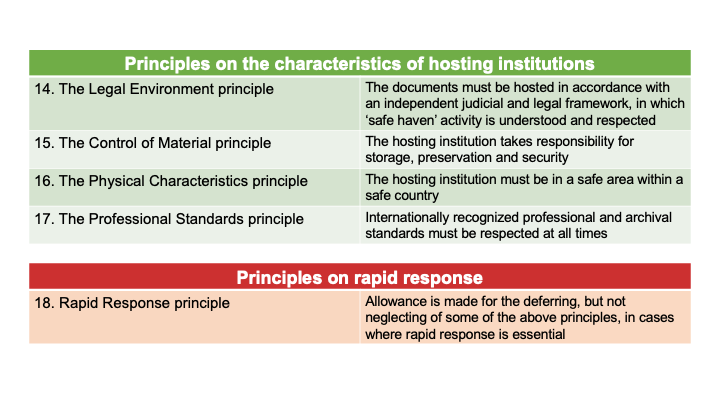 Principles on the characteristics of hosting institutions
14. The Legal Environment principle
The documents must be hosted in accordance with
an independent judicial and legal framework, in which
‘safe haven’ activity is understood and respected
15. The Control of Material principle
The hosting institution takes responsibility for
storage, preservation and security
16. The Physical Characteristics principle
The hosting institution must be in a safe area within a
safe country
17. The Professional Standards principle
Internationally recognized professional and archival
standards must be respected at all times
Principles on rapid response
18. Rapid Response principle
Allowance is made for the deferring, but not
neglecting of some of the above principles, in cases
where rapid response is essential